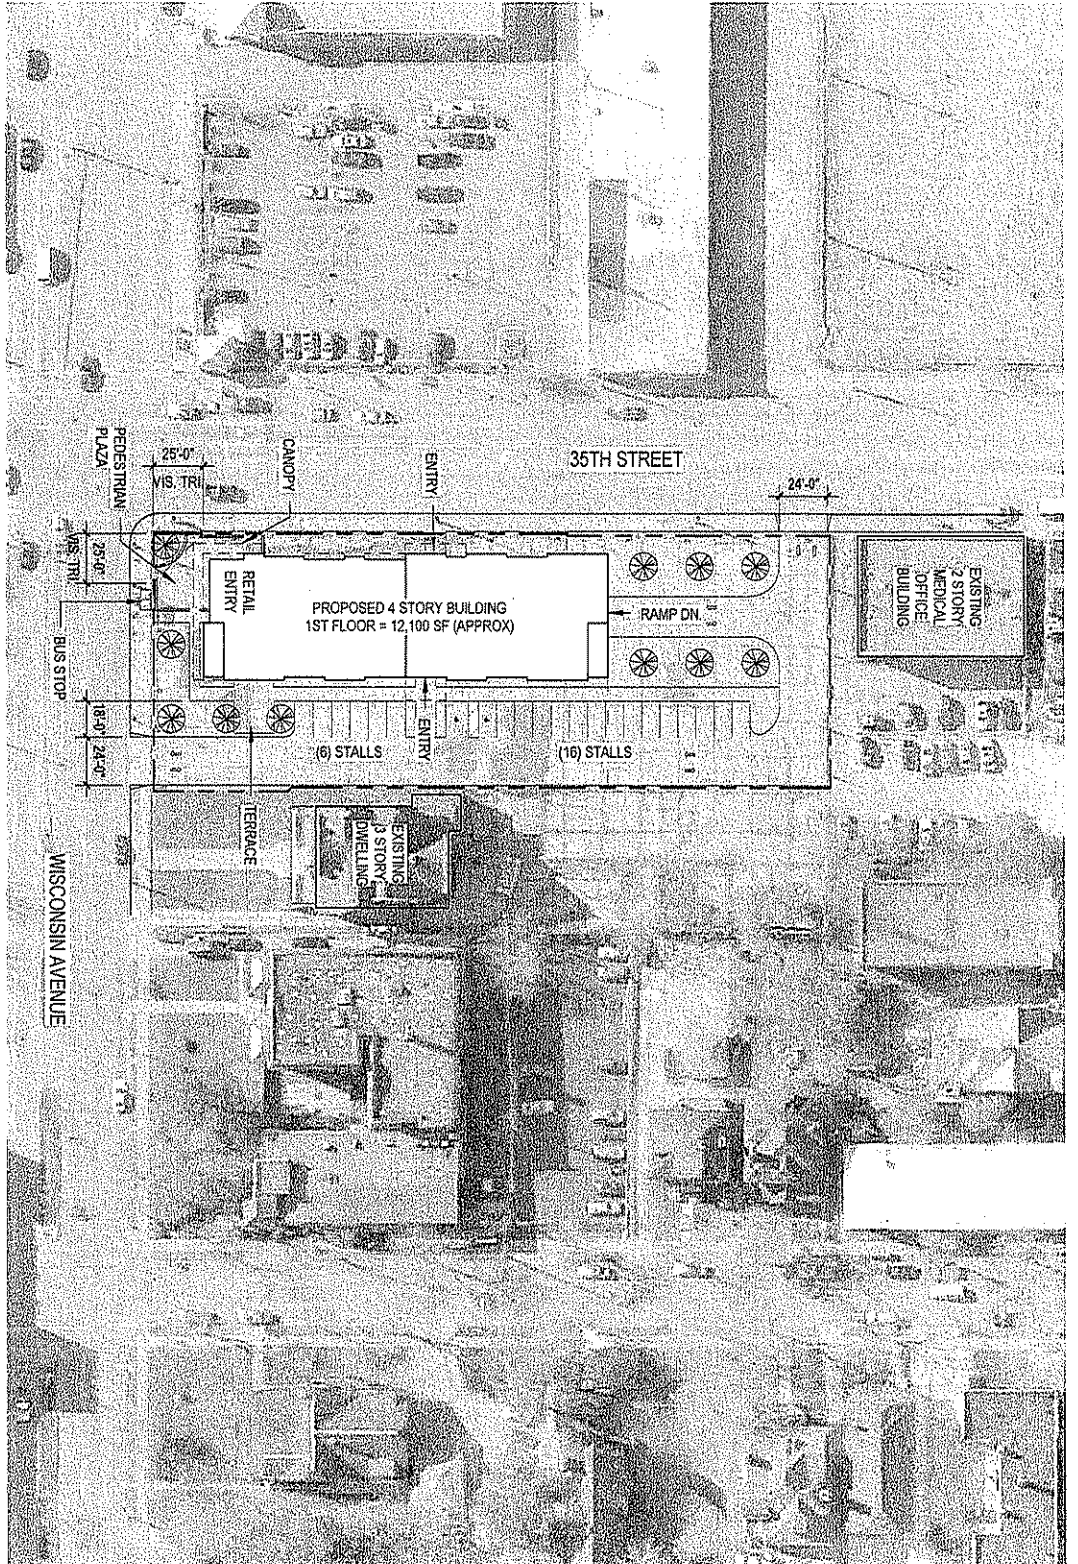 35TH STREET
24'-0"
ENTRY
CANOPY
25'-0"
VIS. TRI.
PEDESTRIAN
PLAZA
VIS. TRI.
25'-0"
BUS STOP
RETAIL
ENTRY
PROPOSED 4 STORY BUILDING
1ST FLOOR = 12,100 SF (APPROX)
RAMP DN.
EXISTING
2 STORY
MEDICAL
OFFICE
BUILDING
18'-0"
24'-0"
(6) STALLS
ENTRY
(16) STALLS
TERRACE
EXISTING
3 STORY
DWELLING
WISCONSIN AVENUE